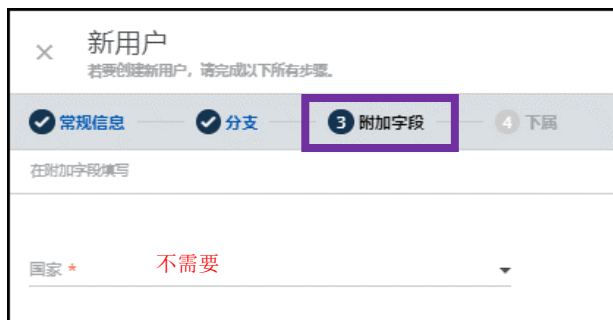 新用户
若要创建新用户，请完成以下所有步骤。
常规信息 分支 3 附加字段 4 下属
在附加字段填写
国家 * 不需要